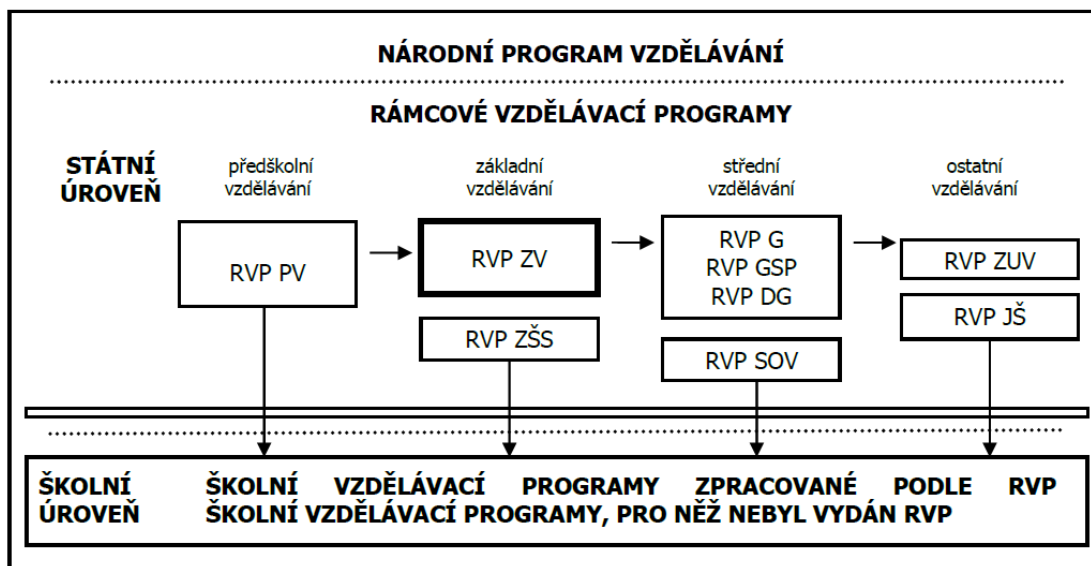 NÁRODNÍ PROGRAM VZDĚLÁVÁNÍ
RÁMCOVÉ VZDĚLÁVACÍ PROGRAMY
STÁTNÍ
ÚROVEŇ
předškolní
vzdělávání
základní
vzdělávání
střední
vzdělávání
ostatní
vzdělávání
RVP PV
RVP ZV
RVP ZŠS
RVP G
RVP GSP
RVP DG
RVP SOV
RVP ZUV
RVP JŠ
ŠKOLNÍ ŠKOLNÍ VZDĚLÁVACÍ PROGRAMY ZPRACOVANÉ PODLE RVP
ÚROVEŇ ŠKOLNÍ VZDĚLÁVACÍ PROGRAMY, PRO NĚŽ NEBYL VYDÁN RVP